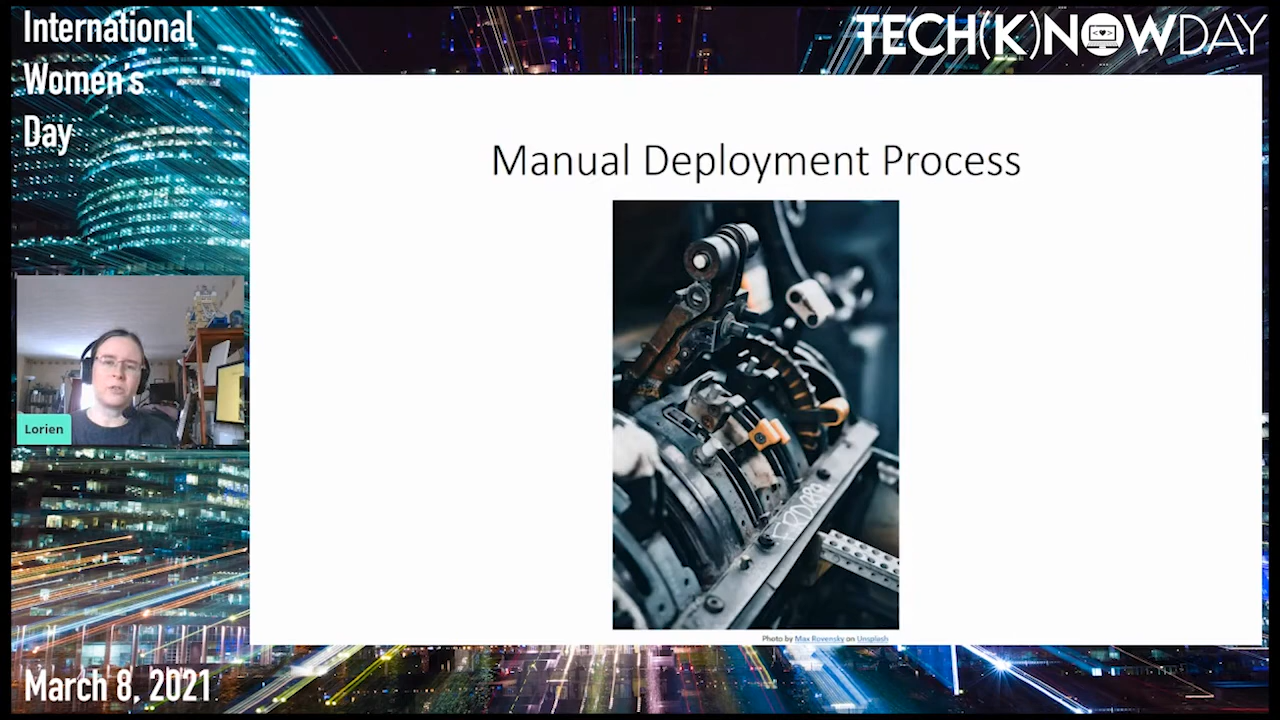 International
Women's
Day
TECH(K)NOWDAY
Manual Deployment Process
Lorien
Photo by Max Rovensky on Unsplash
March 8, 2021